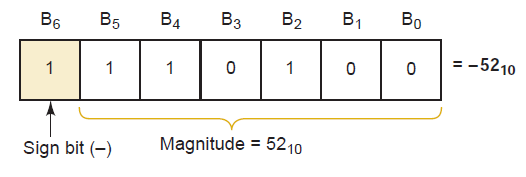 B6 B5 B4 B3 B2 B1 B0
1 1 1 0 1 0 0 = –52₁₀
Sign bit (–) Magnitude = 52₁₀